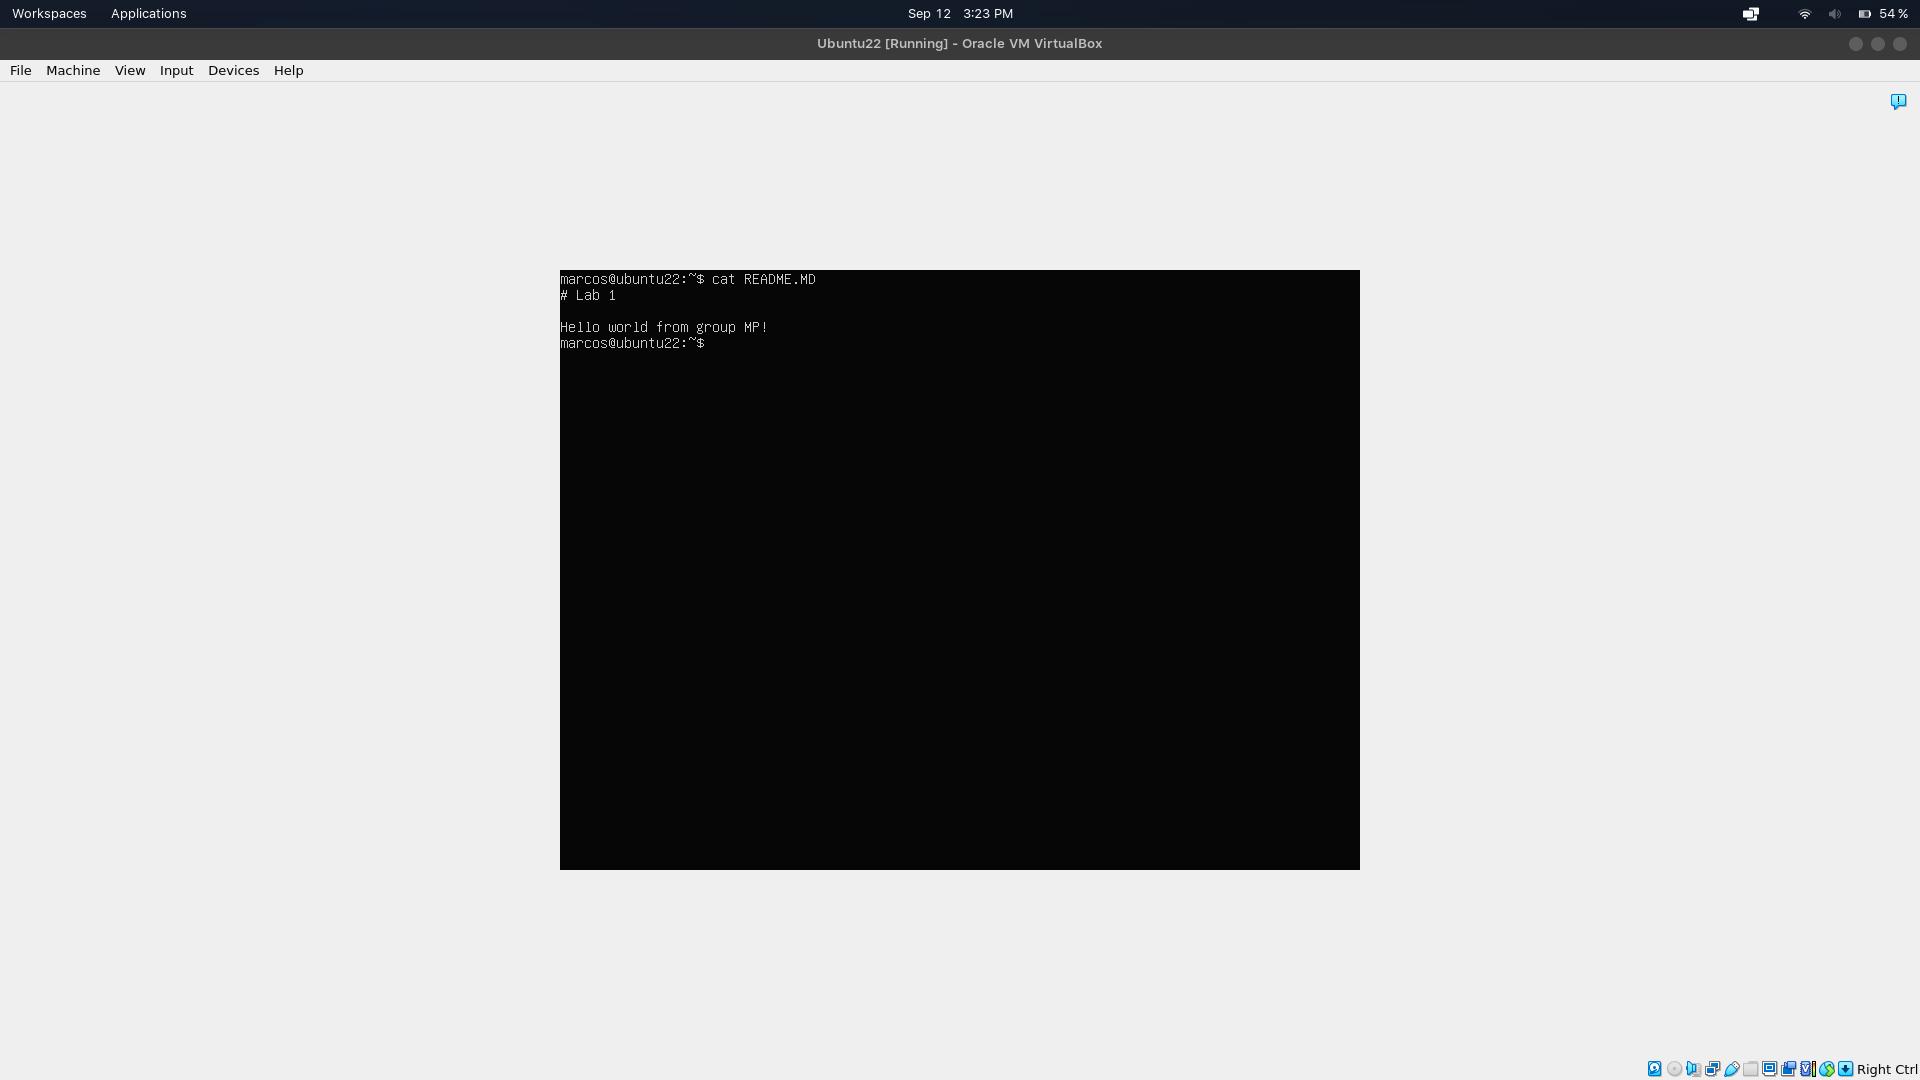 Workspaces Applications Sep 12 3:23 PM 54 %
Ubuntu22 [Running] - Oracle VM VirtualBox
File Machine View Input Devices Help
marcos@ubuntu22:~$ cat README.MD
# Lab 1
Hello world from group MP!
marcos@ubuntu22:~$
Right Ctrl